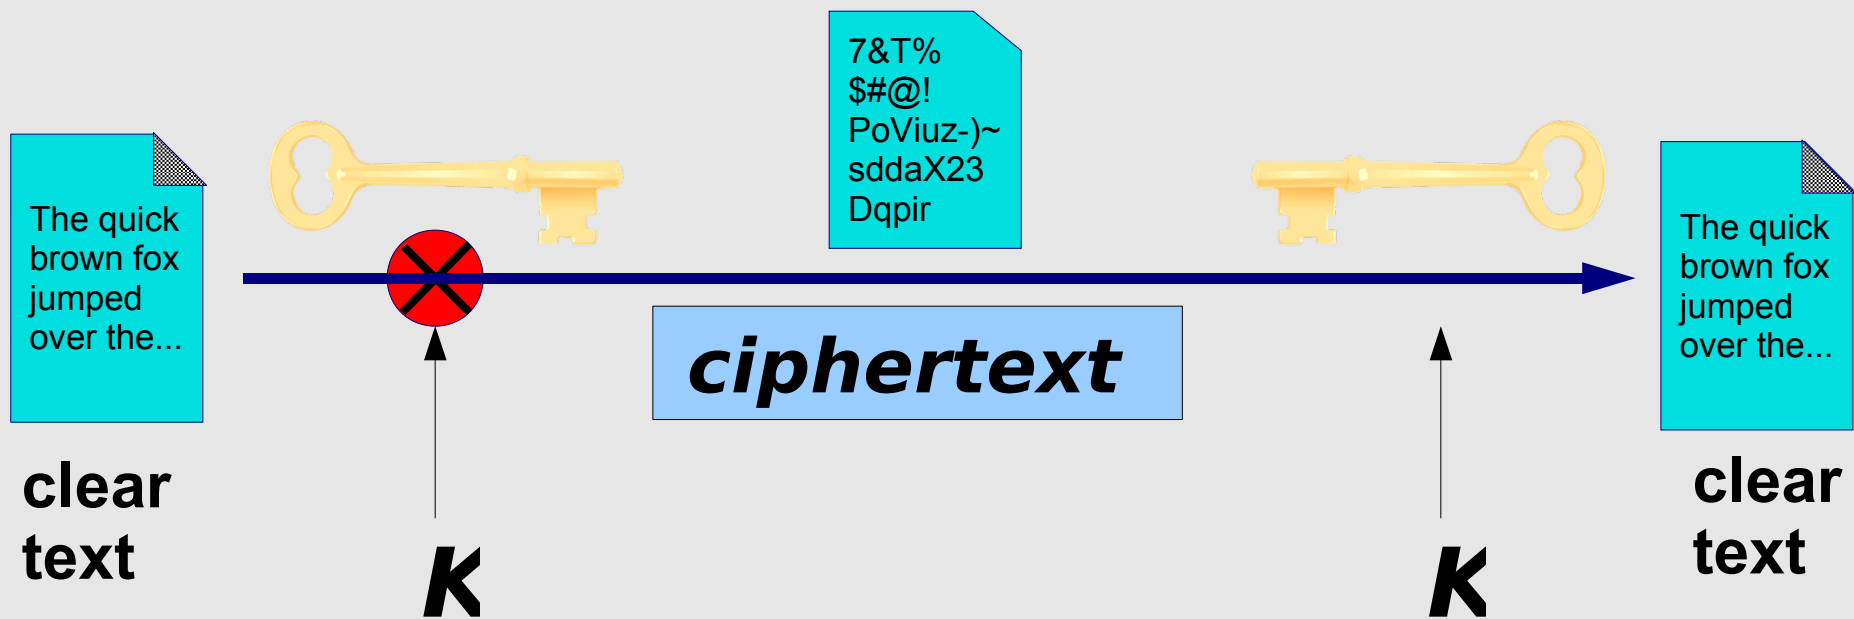 The quick
brown fox
jumped
over the...
clear
text
K
7&T%
$#@!
PoViuz-)~
sddaX23
Dqpir
ciphertext
K
The quick
brown fox
jumped
over the...
clear
text